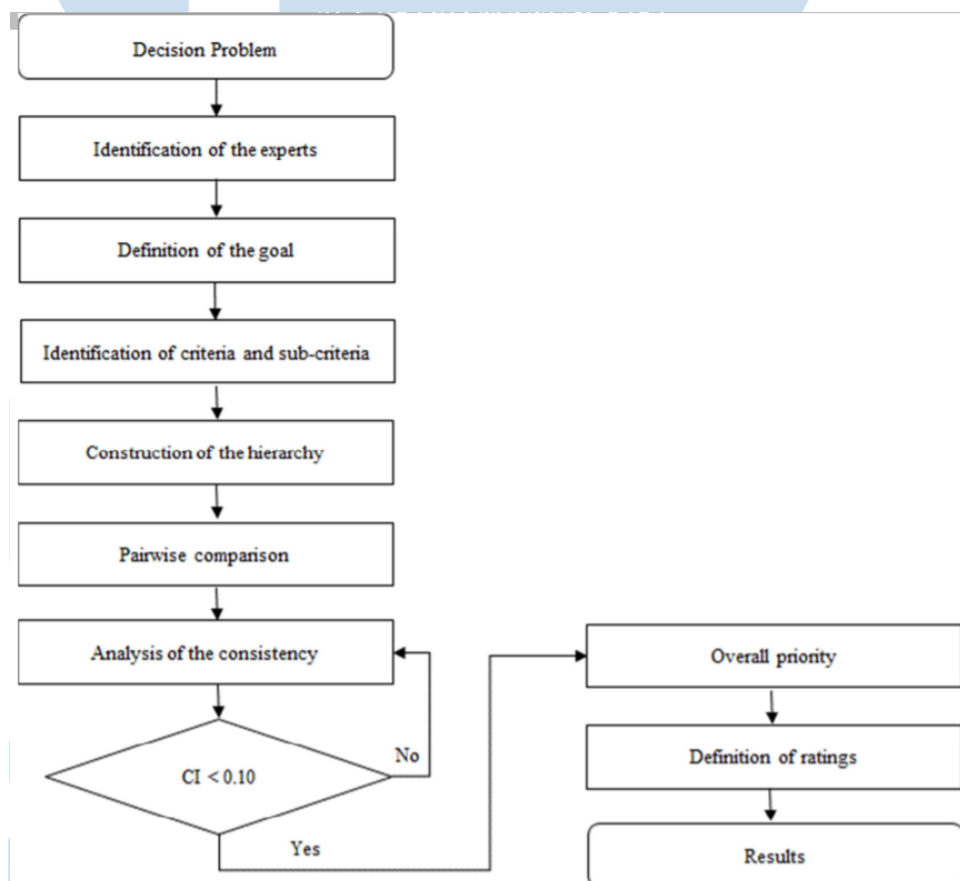 Decision Problem
Identification of the experts
Definition of the goal
Identification of criteria and sub-criteria
Construction of the hierarchy
Pairwise comparison
Analysis of the consistency
No
CI < 0.10
Yes
Overall priority
Definition of ratings
Results